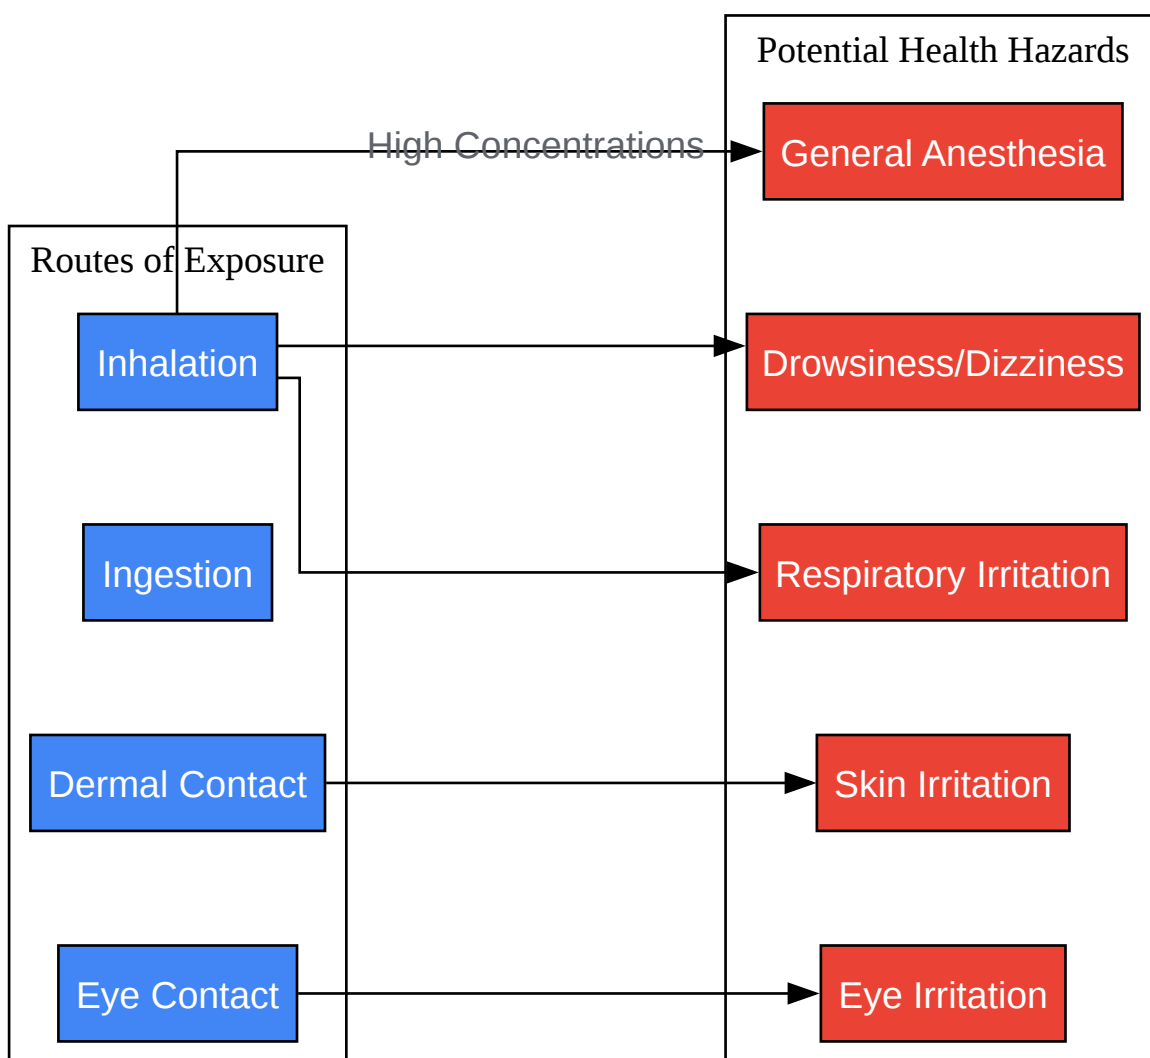 Potential Health Hazards
High Concentrations
General Anesthesia
Routes of Exposure
Inhalation
Drowsiness/Dizziness
Ingestion
Respiratory Irritation
Dermal Contact
Skin Irritation
Eye Contact
Eye Irritation